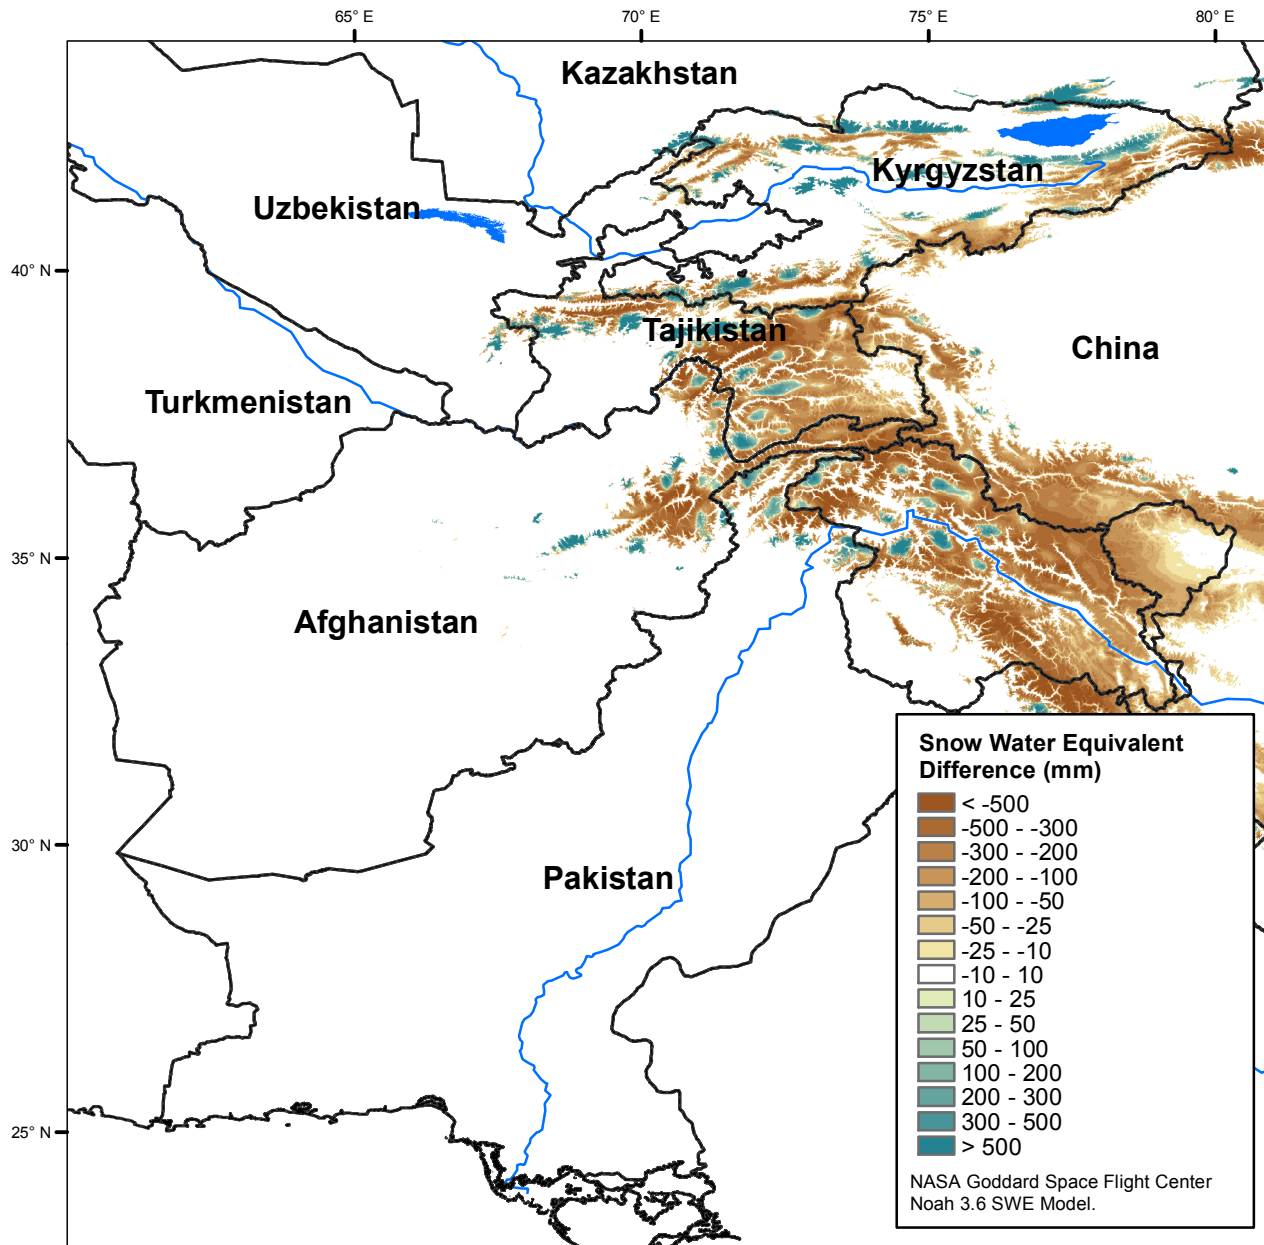 65° E
70° E
75° E
80° E
Kazakhstan
Kyrgyzstan
Uzbekistan
40° N
Tajikistan
China
Turkmenistan
35° N
Afghanistan
Snow Water Equivalent
Difference (mm)
< -500
-500 - -300
-300 - -200
-200 - -100
-100 - -50
-50 - -25
-25 - -10
-10 - 10
10 - 25
25 - 50
50 - 100
100 - 200
200 - 300
300 - 500
> 500
NASA Goddard Space Flight Center
Noah 3.6 SWE Model.
30° N
Pakistan
25° N